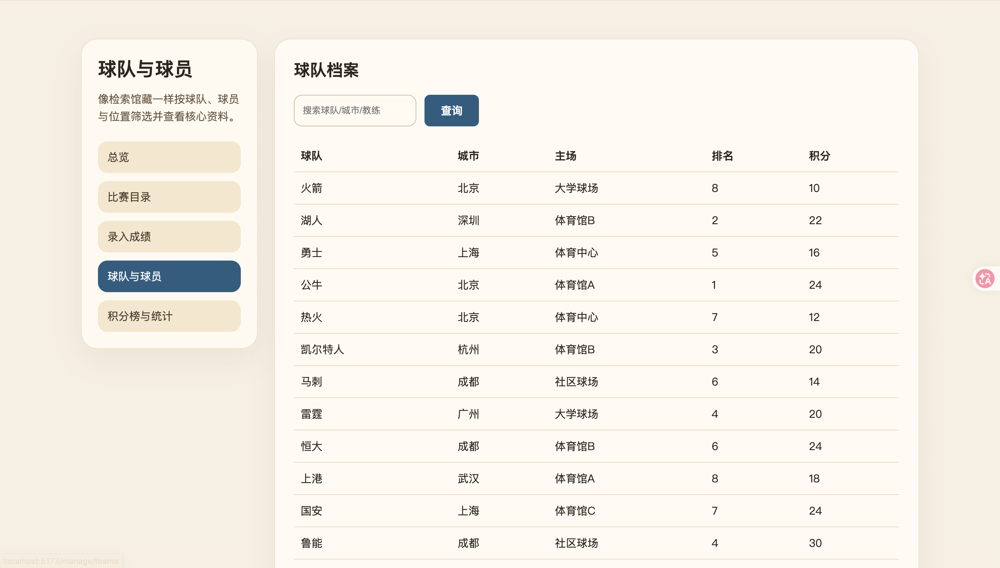 球队与球员
像检索馆藏一样按球队、球员
与位置筛选并查看核心资料。
总览
比赛目录
录入成绩
球队与球员
积分榜与统计
球队档案
搜索球队/城市/教练 查询
球队 城市 主场 排名 积分
火箭 北京 大学球场 8 10
湖人 深圳 体育馆B 2 22
勇士 上海 体育中心 5 16
公牛 北京 体育馆A 1 24
热火 北京 体育中心 7 12
凯尔特人 杭州 体育馆B 3 20
马刺 成都 社区球场 6 14
雷霆 广州 大学球场 4 20
恒大 成都 体育馆B 6 24
上港 武汉 体育馆A 8 18
国安 上海 体育馆C 7 24
鲁能 成都 社区球场 4 30
localhost:5173/manage/teams